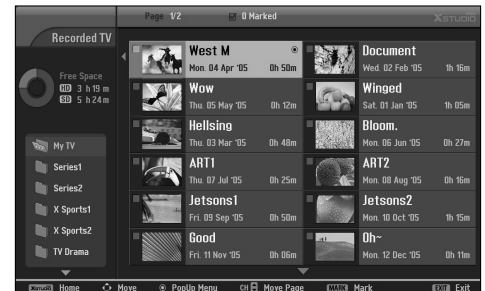 Page 1/2
0 Marked
XSTUDIO
Recorded TV
Free Space
HD 3 h 19 m
SD 5 h 24 m
My TV
Series1
Series2
X Sports1
X Sports2
TV Drama
West M
Mon. 04 Apr '05 0h 50m
Document
Wed. 02 Feb '05 1h 16m
Wow
Thu. 05 May '05 0h 12m
Winged
Sat. 01 Jan '05 1h 05m
Hellsing
Thu. 03 Mar '05 0h 48m
Bloom.
Mon. 06 Jun '05 0h 27m
ART1
Thu. 07 Jul '05 0h 25m
ART2
Mon. 08 Aug '05 0h 16m
Jetsons1
Fri. 09 Sep '05 0h 50m
Jetsons2
Mon. 10 Oct '05 1h 15m
Good
Fri. 11 Nov '05 0h 06m
Oh~
Mon. 12 Dec '05 0h 11m
XSTUDIO Home Move PopUp Menu CH Move Page MARK Mark EXIT Exit